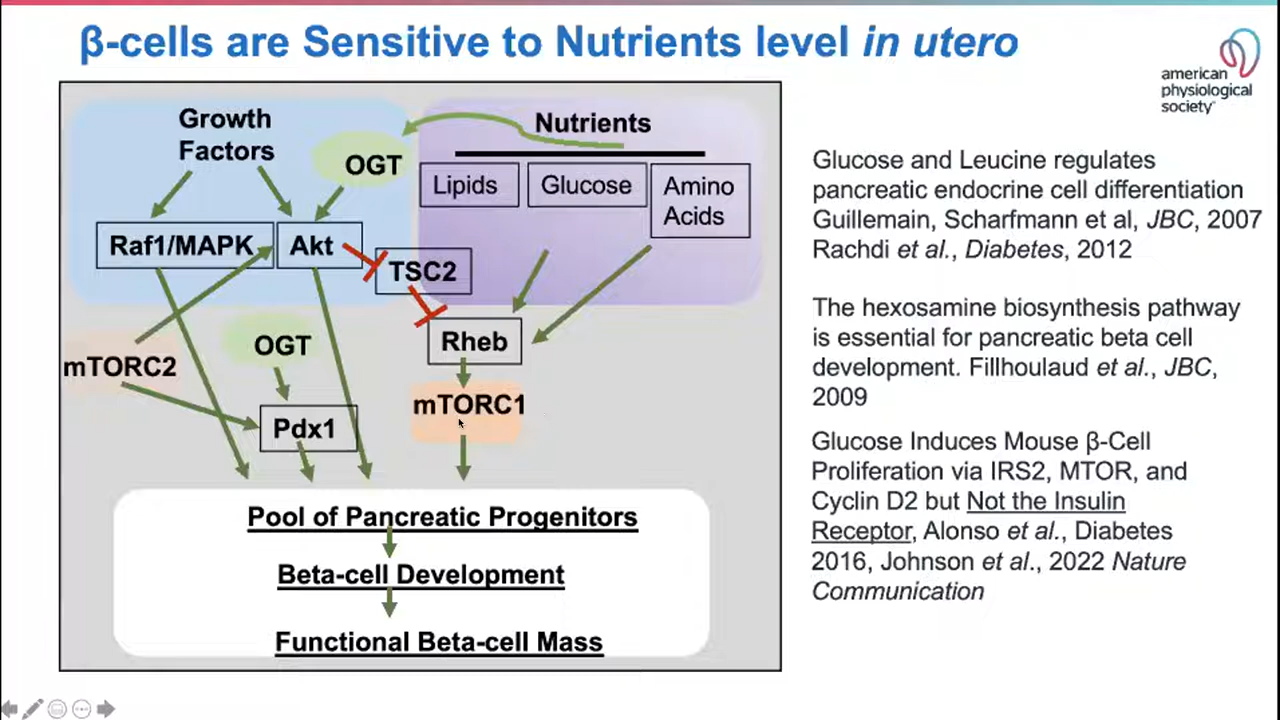 β-cells are Sensitive to Nutrients level in utero
american
physiological
society
Growth
Factors
OGT
Nutrients
Lipids
Glucose
Amino
Acids
Raf1/MAPK
Akt
TSC2
Rheb
mTORC2
OGT
Pdx1
mTORC1
Pool of Pancreatic Progenitors
Beta-cell Development
Functional Beta-cell Mass
Glucose and Leucine regulates
pancreatic endocrine cell differentiation
Guillemain, Scharfmann et al, JBC, 2007
Rachdi et al., Diabetes, 2012
The hexosamine biosynthesis pathway
is essential for pancreatic beta cell
development. Fillhoulaud et al., JBC,
2009
Glucose Induces Mouse β-Cell
Proliferation via IRS2, MTOR, and
Cyclin D2 but Not the Insulin
Receptor, Alonso et al., Diabetes
2016, Johnson et al., 2022 Nature
Communication